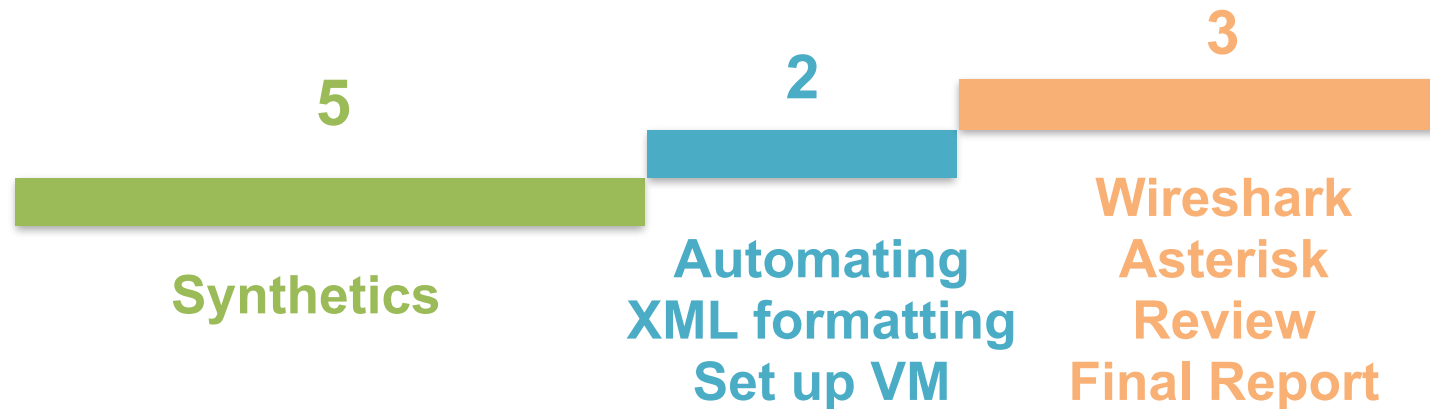 5
Synthetics
2
Automating
XML formatting
Set up VM
3
Wireshark
Asterisk
Review
Final Report